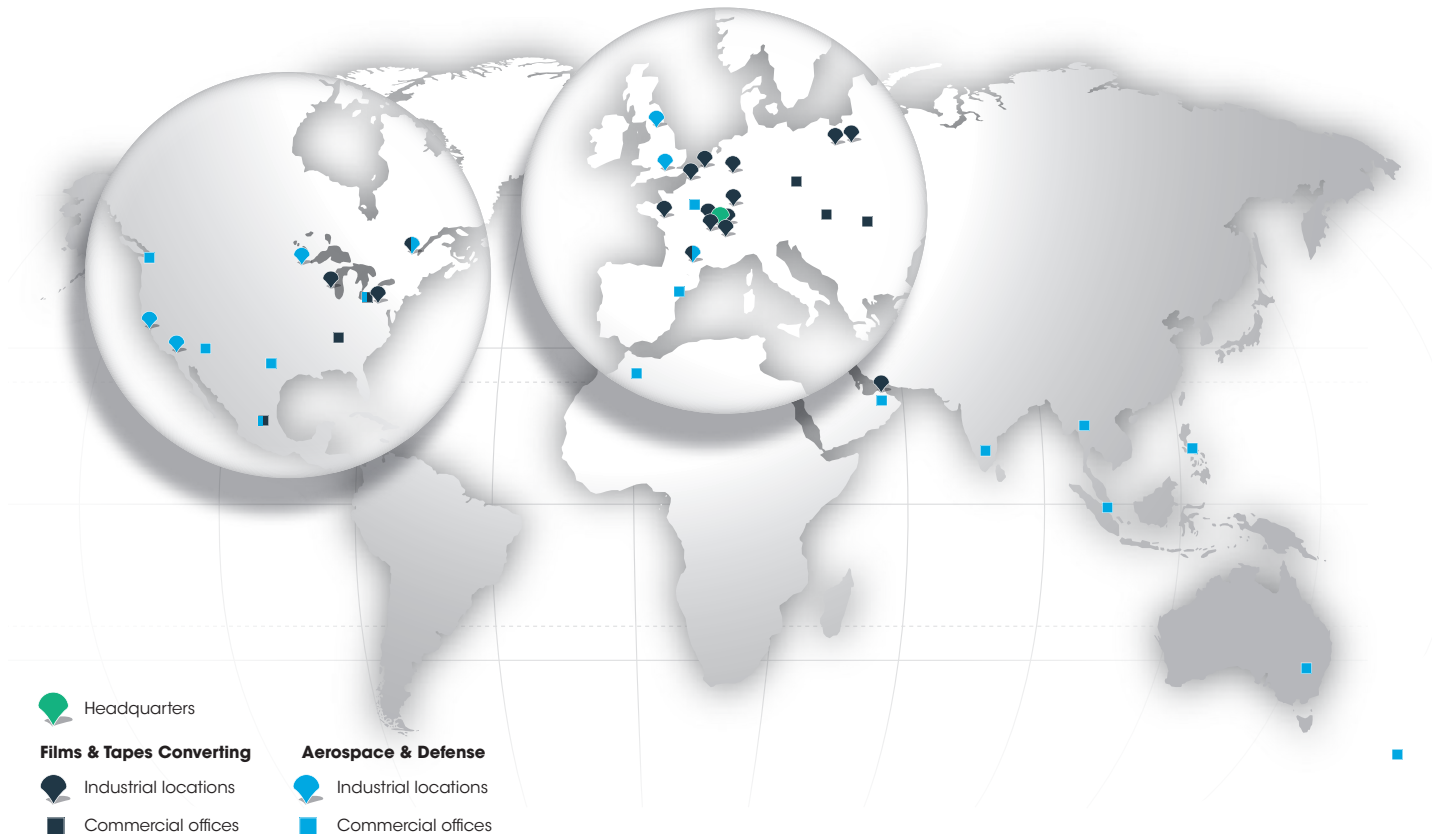 Headquarters
Films & Tapes Converting
Industrial locations
Commercial offices
Aerospace & Defense
Industrial locations
Commercial offices